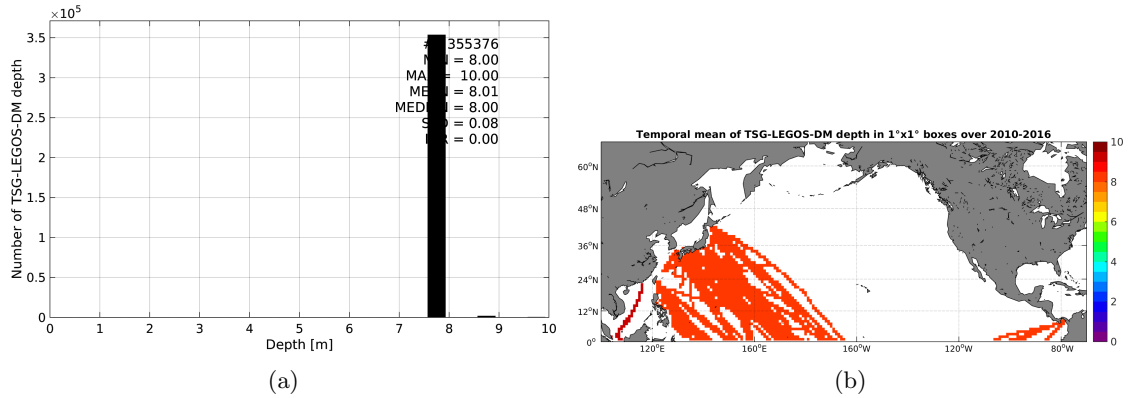 ×10⁵
3.5
3
2.5
2
1.5
1
0.5
0
Number of TSG-LEGOS-DM depth
355376
= 8.00
= 10.00
= 8.01
= 8.00
= 0.08
= 0.00
0 1 2 3 4 5 6 7 8 9 10
Depth [m]
(a)
Temporal mean of TSG-LEGOS-DM depth in 1°x1° boxes over 2010-2016
60°N
48°N
36°N
24°N
12°N
0°
120°E 160°E 160°W 120°W 80°W
10
8
6
4
2
0
(b)